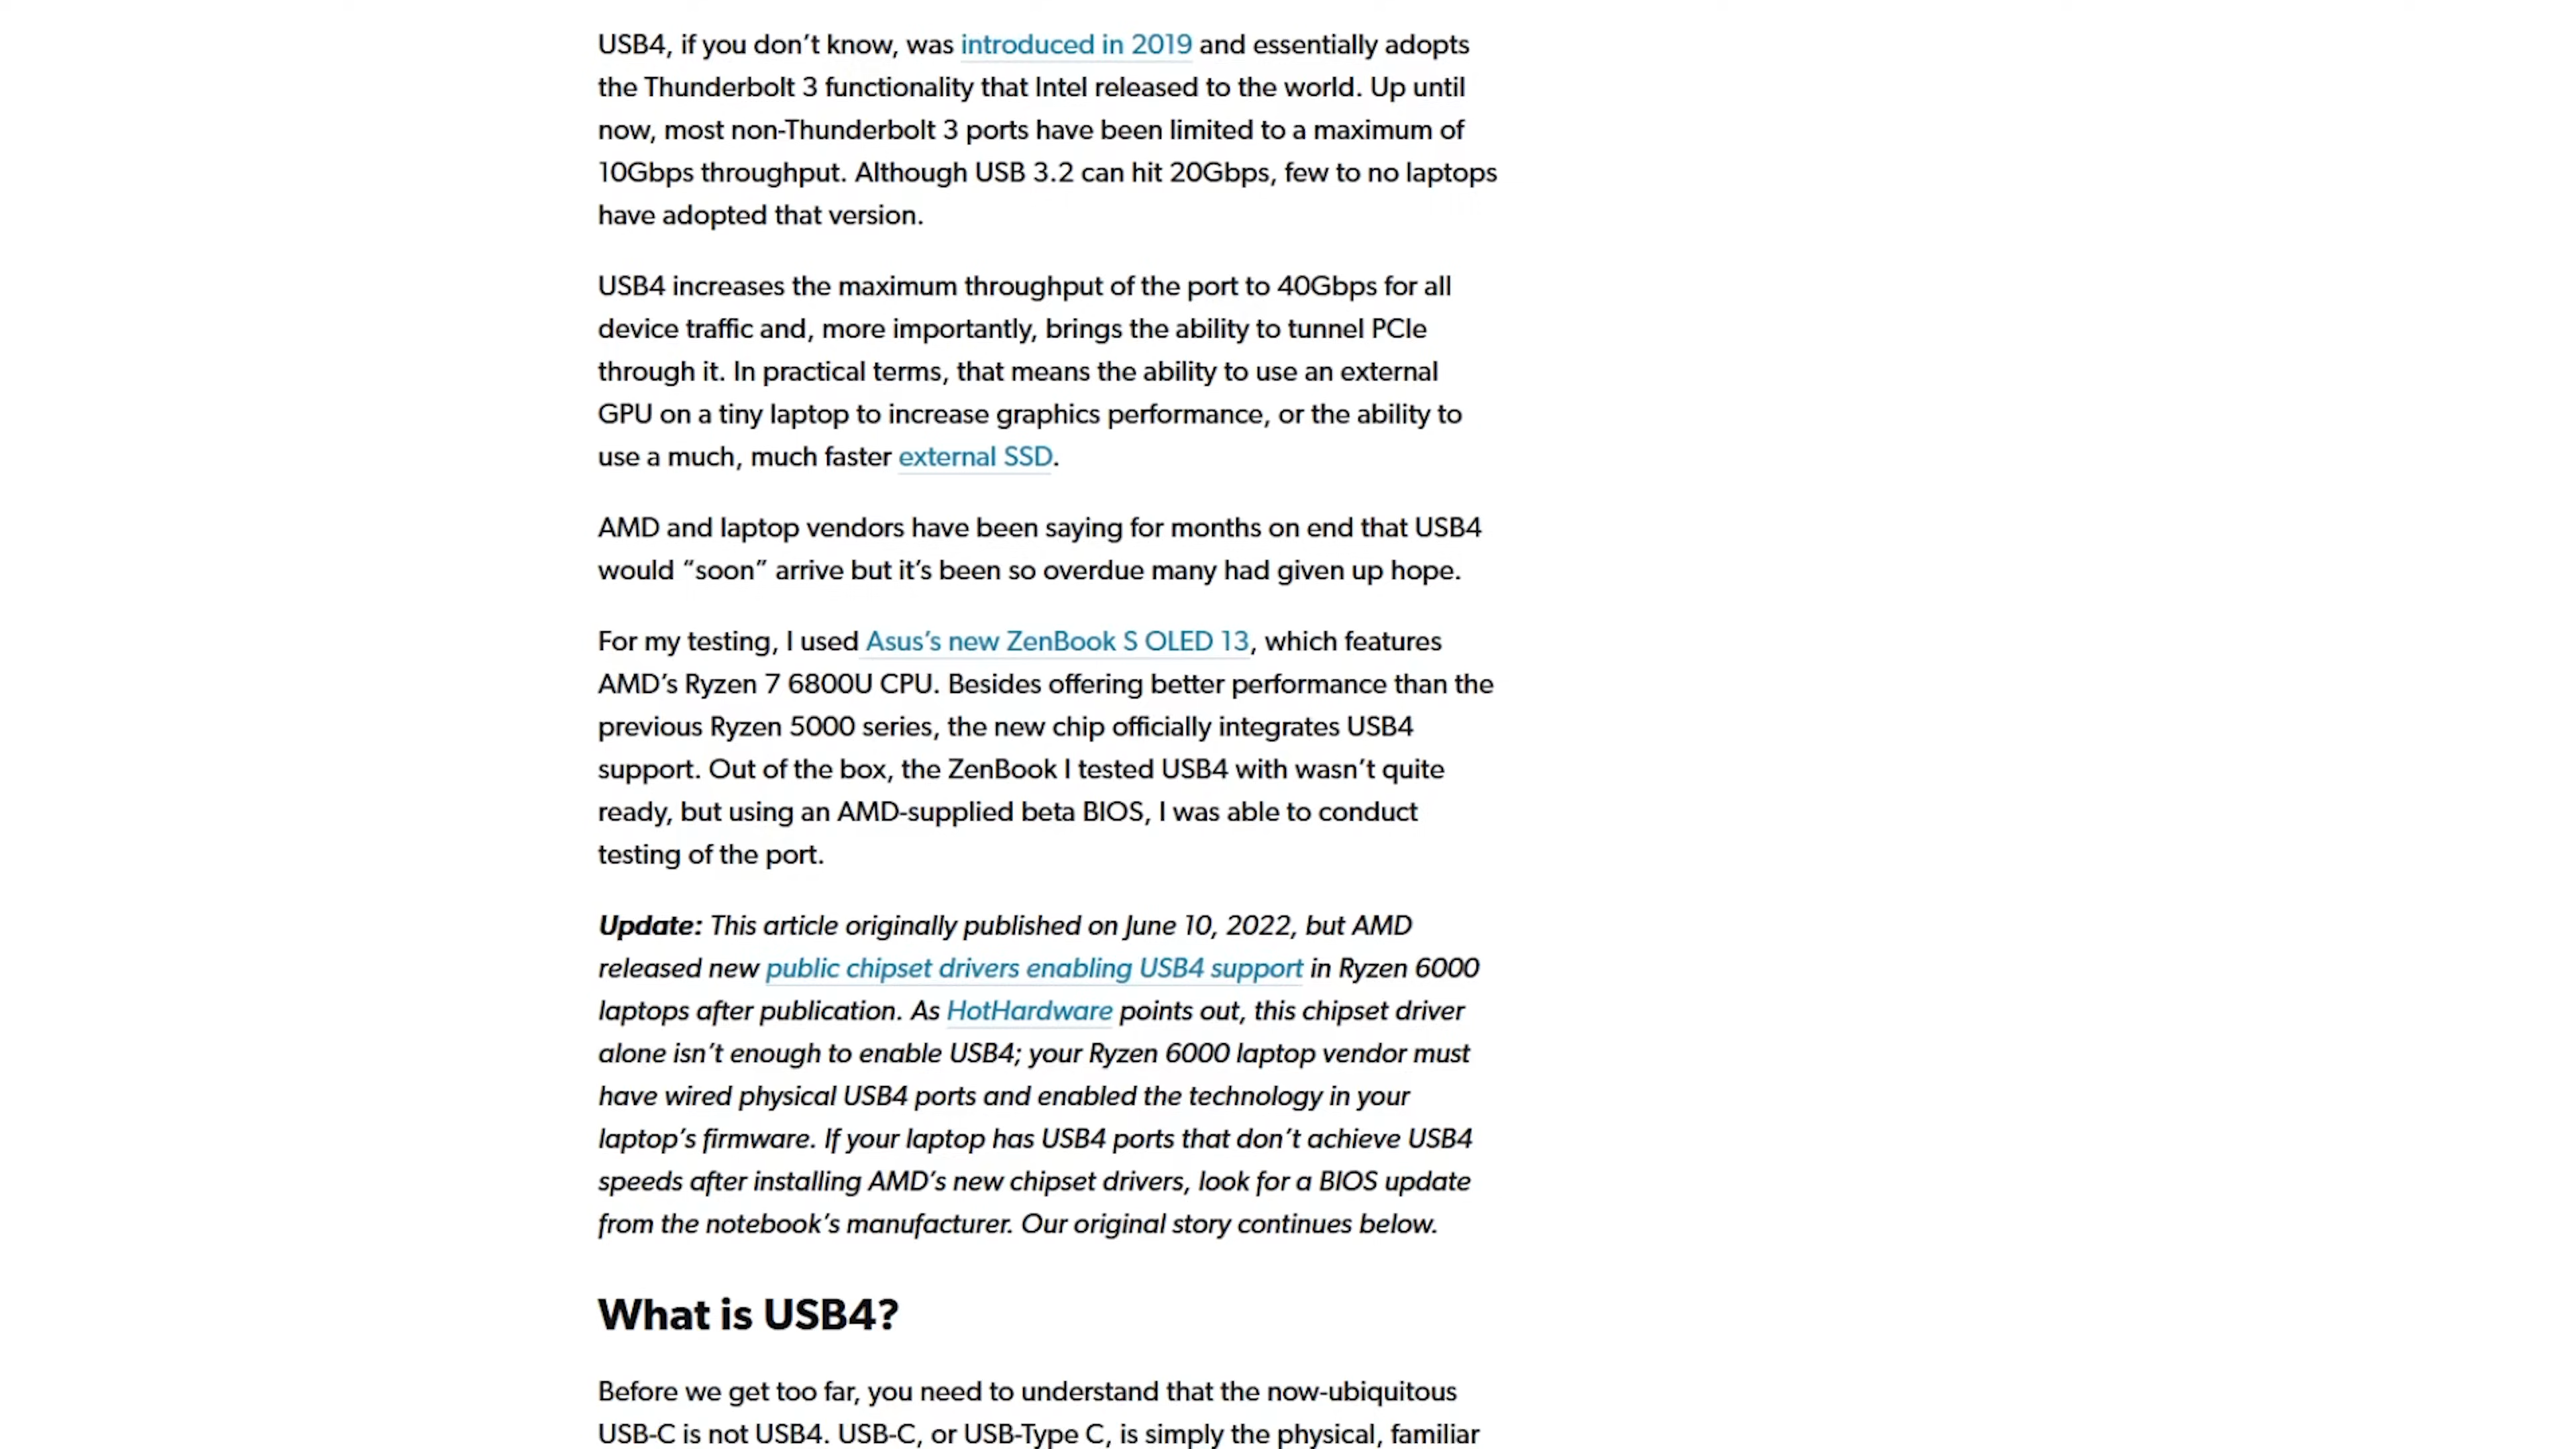 USB4, if you don’t know, was introduced in 2019 and essentially adopts
the Thunderbolt 3 functionality that Intel released to the world. Up until
now, most non-Thunderbolt 3 ports have been limited to a maximum of
10Gbps throughput. Although USB 3.2 can hit 20Gbps, few to no laptops
have adopted that version.
USB4 increases the maximum throughput of the port to 40Gbps for all
device traffic and, more importantly, brings the ability to tunnel PCIe
through it. In practical terms, that means the ability to use an external
GPU on a tiny laptop to increase graphics performance, or the ability to
use a much, much faster external SSD.
AMD and laptop vendors have been saying for months on end that USB4
would “soon” arrive but it’s been so overdue many had given up hope.
For my testing, I used Asus’s new ZenBook S OLED 13, which features
AMD’s Ryzen 7 6800U CPU. Besides offering better performance than the
previous Ryzen 5000 series, the new chip officially integrates USB4
support. Out of the box, the ZenBook I tested USB4 with wasn’t quite
ready, but using an AMD-supplied beta BIOS, I was able to conduct
testing of the port.
Update: This article originally published on June 10, 2022, but AMD
released new public chipset drivers enabling USB4 support in Ryzen 6000
laptops after publication. As HotHardware points out, this chipset driver
alone isn’t enough to enable USB4; your Ryzen 6000 laptop vendor must
have wired physical USB4 ports and enabled the technology in your
laptop’s firmware. If your laptop has USB4 ports that don’t achieve USB4
speeds after installing AMD’s new chipset drivers, look for a BIOS update
from the notebook’s manufacturer. Our original story continues below.
What is USB4?
Before we get too far, you need to understand that the now-ubiquitous
USB-C is not USB4. USB-C, or USB-Type C, is simply the physical, familiar